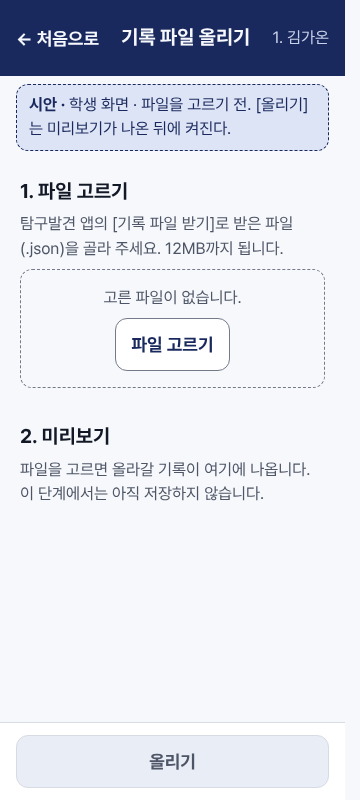 ← 처음으로 기록 파일 올리기 1. 김가온
시안 · 학생 화면 · 파일을 고르기 전. [올리기]
는 미리보기가 나온 뒤에 켜진다.
1. 파일 고르기
탐구발견 앱의 [기록 파일 받기]로 받은 파일
(.json)을 골라 주세요. 12MB까지 됩니다.
고른 파일이 없습니다.
파일 고르기
2. 미리보기
파일을 고르면 올라갈 기록이 여기에 나옵니다.
이 단계에서는 아직 저장하지 않습니다.
올리기